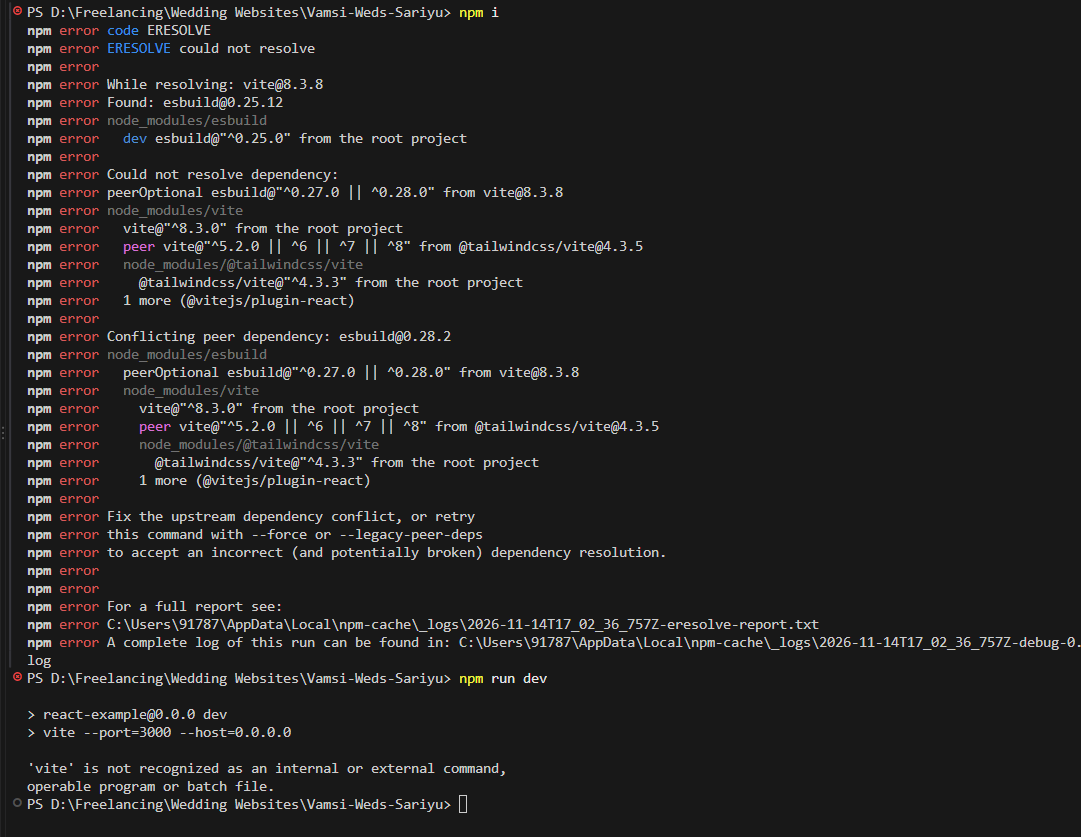 PS D:\Freelancing\Wedding Websites\Vamsi-Weds-Sariyu> npm i
npm error code ERESOLVE
npm error ERESOLVE could not resolve
npm error
npm error While resolving: vite@8.3.8
npm error Found: esbuild@0.25.12
npm error node_modules/esbuild
npm error   dev esbuild@"^0.25.0" from the root project
npm error
npm error Could not resolve dependency:
npm error peerOptional esbuild@"^0.27.0 || ^0.28.0" from vite@8.3.8
npm error node_modules/vite
npm error   vite@"^8.3.0" from the root project
npm error   peer vite@"^5.2.0 || ^6 || ^7 || ^8" from @tailwindcss/vite@4.3.5
npm error   node_modules/@tailwindcss/vite
npm error     @tailwindcss/vite@"^4.3.3" from the root project
npm error   1 more (@vitejs/plugin-react)
npm error
npm error Conflicting peer dependency: esbuild@0.28.2
npm error node_modules/esbuild
npm error   peerOptional esbuild@"^0.27.0 || ^0.28.0" from vite@8.3.8
npm error   node_modules/vite
npm error     vite@"^8.3.0" from the root project
npm error     peer vite@"^5.2.0 || ^6 || ^7 || ^8" from @tailwindcss/vite@4.3.5
npm error     node_modules/@tailwindcss/vite
npm error       @tailwindcss/vite@"^4.3.3" from the root project
npm error     1 more (@vitejs/plugin-react)
npm error
npm error Fix the upstream dependency conflict, or retry
npm error this command with --force or --legacy-peer-deps
npm error to accept an incorrect (and potentially broken) dependency resolution.
npm error
npm error
npm error For a full report see:
npm error C:\Users\91787\AppData\Local\npm-cache\_logs\2026-11-14T17_02_36_757Z-eresolve-report.txt
npm error A complete log of this run can be found in: C:\Users\91787\AppData\Local\npm-cache\_logs\2026-11-14T17_02_36_757Z-debug-0.
log
PS D:\Freelancing\Wedding Websites\Vamsi-Weds-Sariyu> npm run dev

> react-example@0.0.0 dev
> vite --port=3000 --host=0.0.0.0

'vite' is not recognized as an internal or external command,
operable program or batch file.
PS D:\Freelancing\Wedding Websites\Vamsi-Weds-Sariyu>